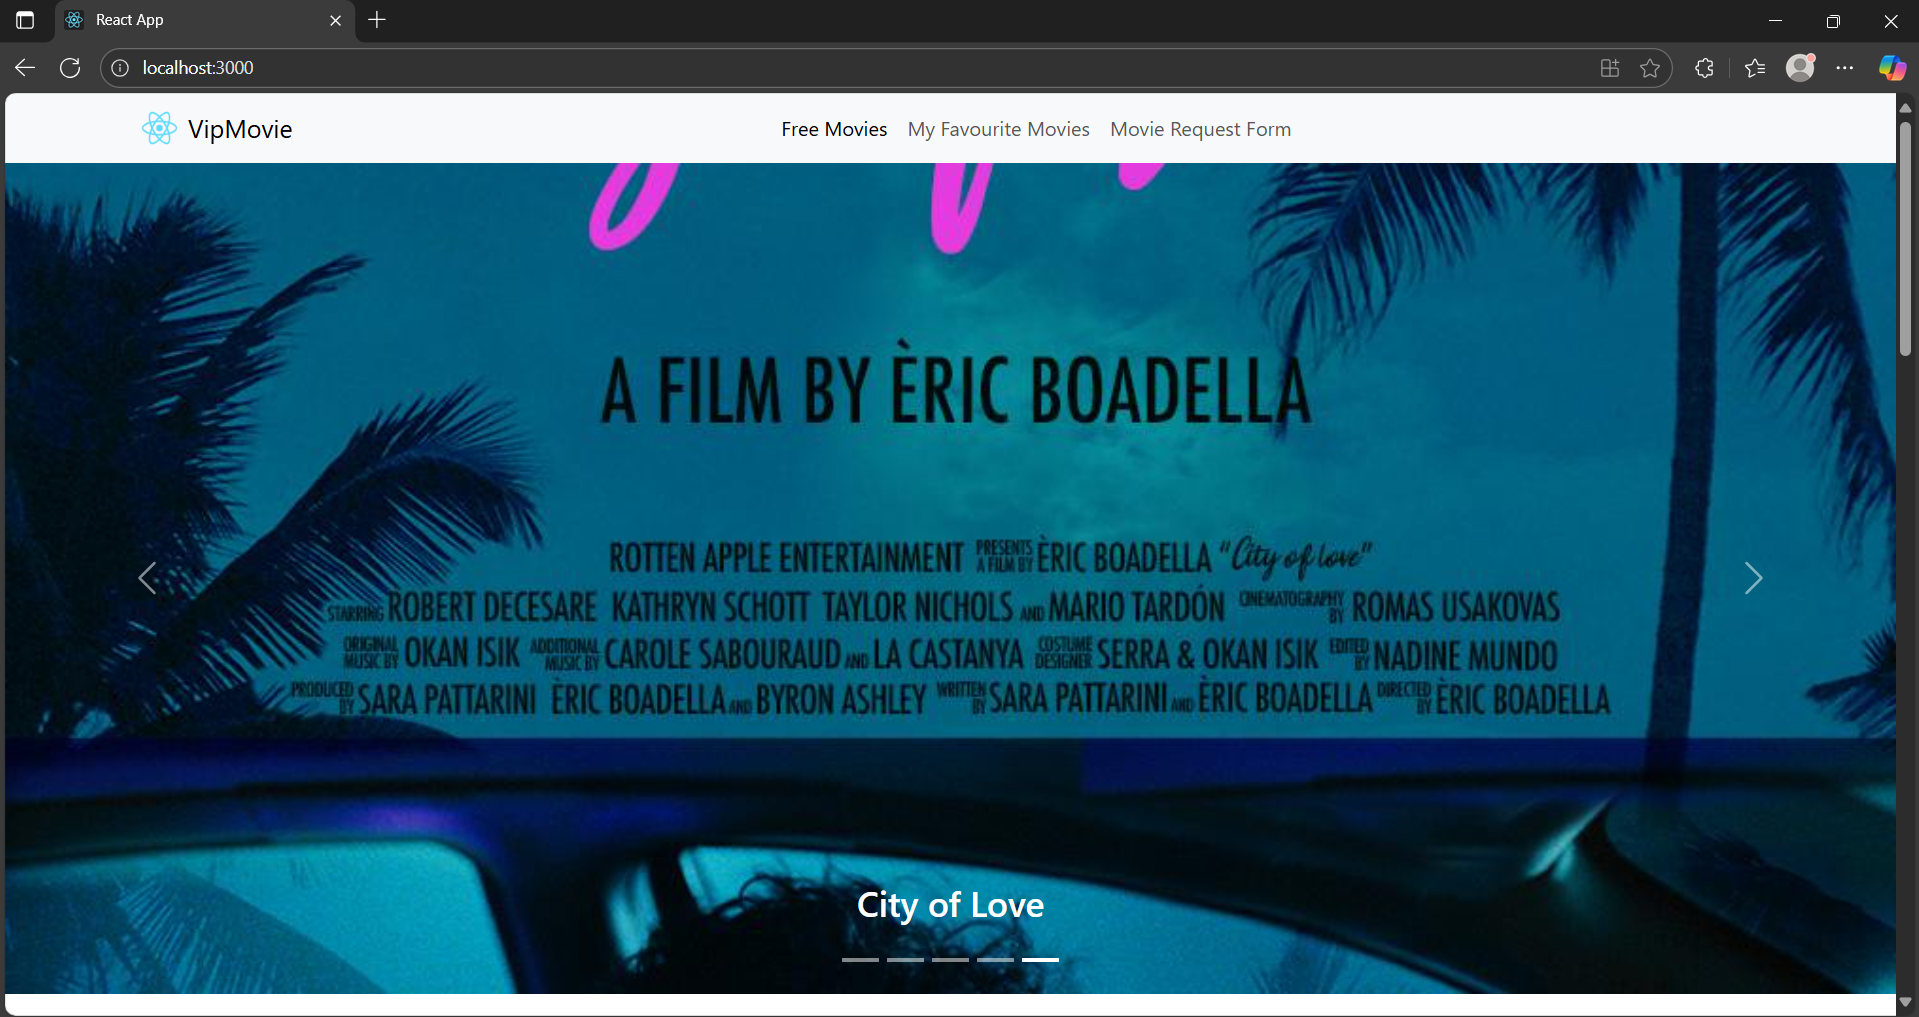 React App
localhost:3000
VipMovie
Free Movies My Favourite Movies Movie Request Form
A FILM BY ÈRIC BOADELLA
ROTTEN APPLE ENTERTAINMENT PRESENTS A FILM BY ÈRIC BOADELLA "City of love"
STARRING ROBERT DECESARE KATHRYN SCHOTT TAYLOR NICHOLS AND MARIO TARDÓN CINEMATOGRAPHY BY ROMAS USAKOVAS
ORIGINAL MUSIC BY OKAN ISIK ADDITIONAL MUSIC BY CAROLE SABOURAUD AND LA CASTANYA COSTUME DESIGNER SERRA & OKAN ISIK EDITED BY NADINE MUNDO
PRODUCED BY SARA PATTARINI ÈRIC BOADELLA AND BYRON ASHLEY WRITTEN BY SARA PATTARINI AND ÈRIC BOADELLA DIRECTED BY ÈRIC BOADELLA
City of Love